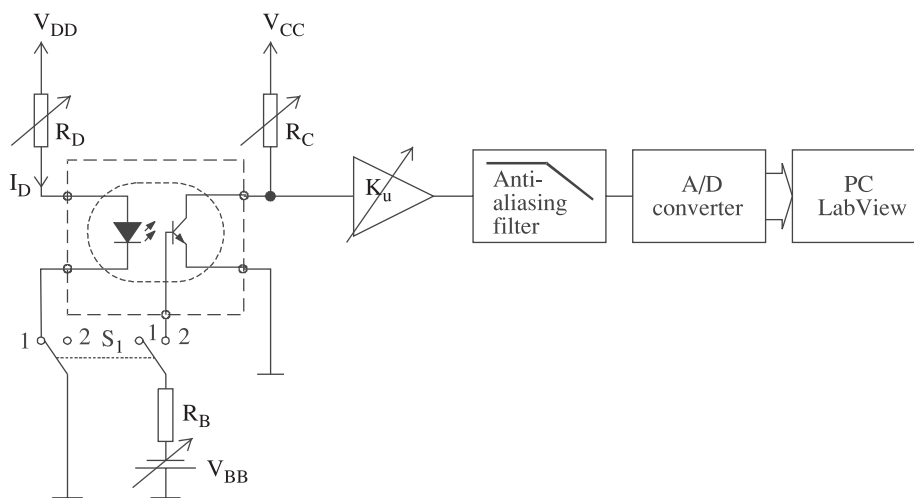 V_DD
V_CC
R_D
R_C
I_D
K_u
Anti-
aliasing
filter
A/D
converter
PC
LabView
1 2 S_1 1 2
R_B
V_BB